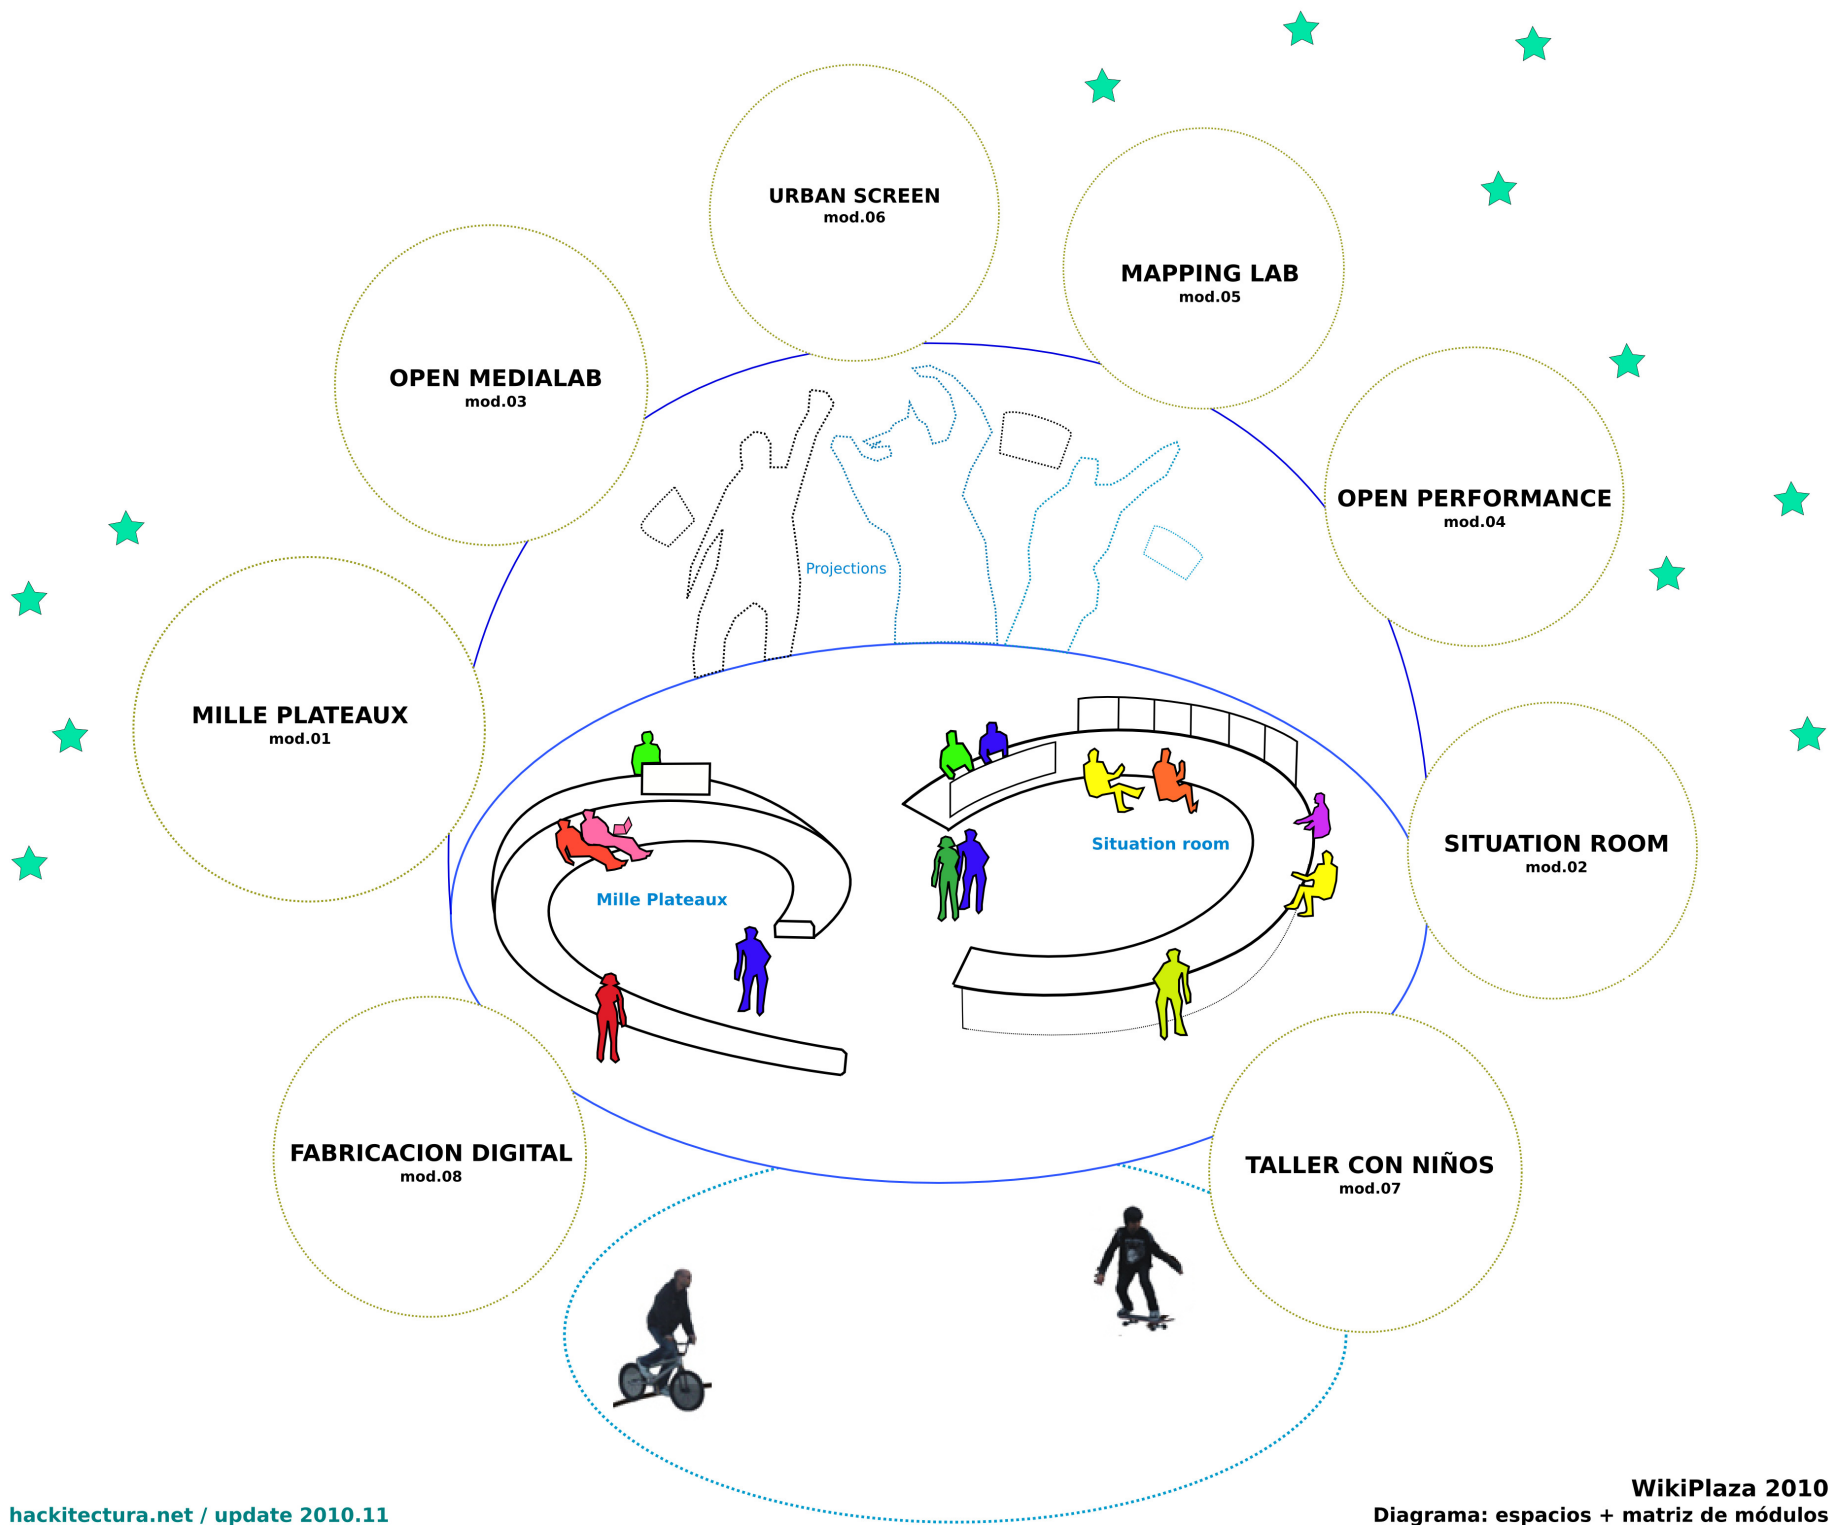 URBAN SCREEN
mod.06
MAPPING LAB
mod.05
OPEN MEDIALAB
mod.03
OPEN PERFORMANCE
mod.04
Projections
MILLE PLATEAUX
mod.01
SITUATION ROOM
mod.02
Situation room
Mille Plateaux
FABRICACION DIGITAL
mod.08
TALLER CON NIÑOS
mod.07
WikiPlaza 2010
hackitectura.net / update 2010.11
Diagrama: espacios + matriz de módulos